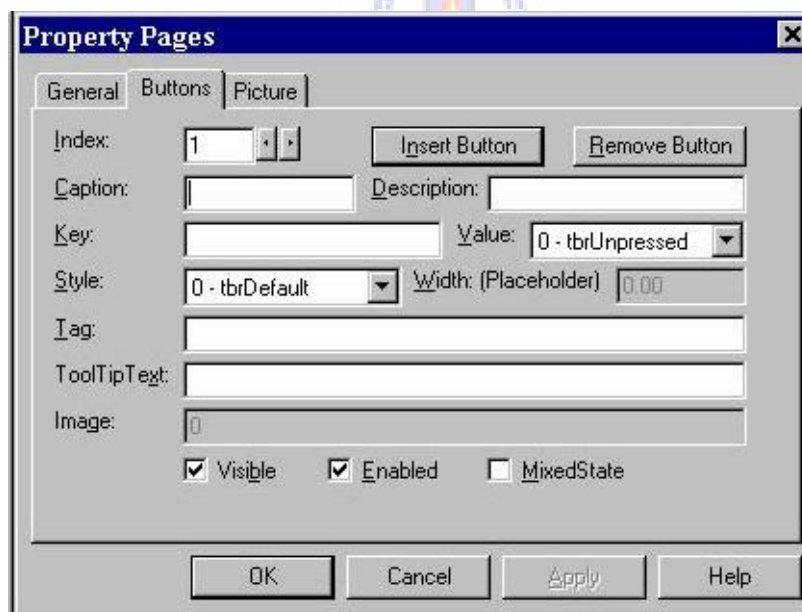 Property Pages
General Buttons Picture
Index: 1 Insert Button Remove Button
Caption: Description:
Key: Value: 0 - tbrUnpressed
Style: 0 - tbrDefault Width: (Placeholder) 0.00
Tag:
ToolTipText:
Image: 0
Visible Enabled MixedState
OK Cancel Apply Help